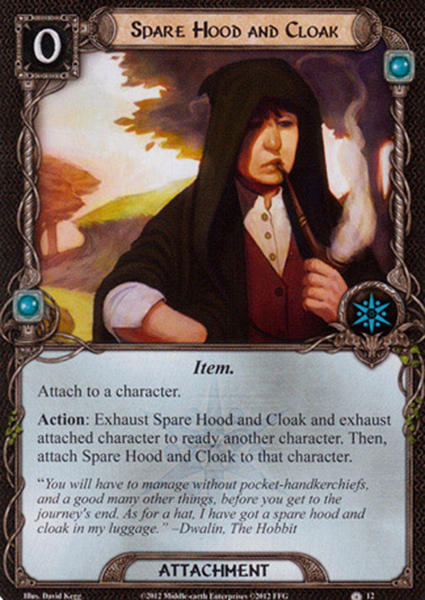 0
SPARE HOOD AND CLOAK
Item.
Attach to a character.
Action: Exhaust Spare Hood and Cloak and exhaust
attached character to ready another character. Then,
attach Spare Hood and Cloak to that character.
“You will have to manage without pocket-handkerchiefs,
and a good many other things, before you get to the
journey's end. As for a hat, I have got a spare hood and
cloak in my luggage.” –Dwalin, The Hobbit
ATTACHMENT
Illus. David Kegg
©2012 Middle-earth Enterprises ©2012 FFG
12